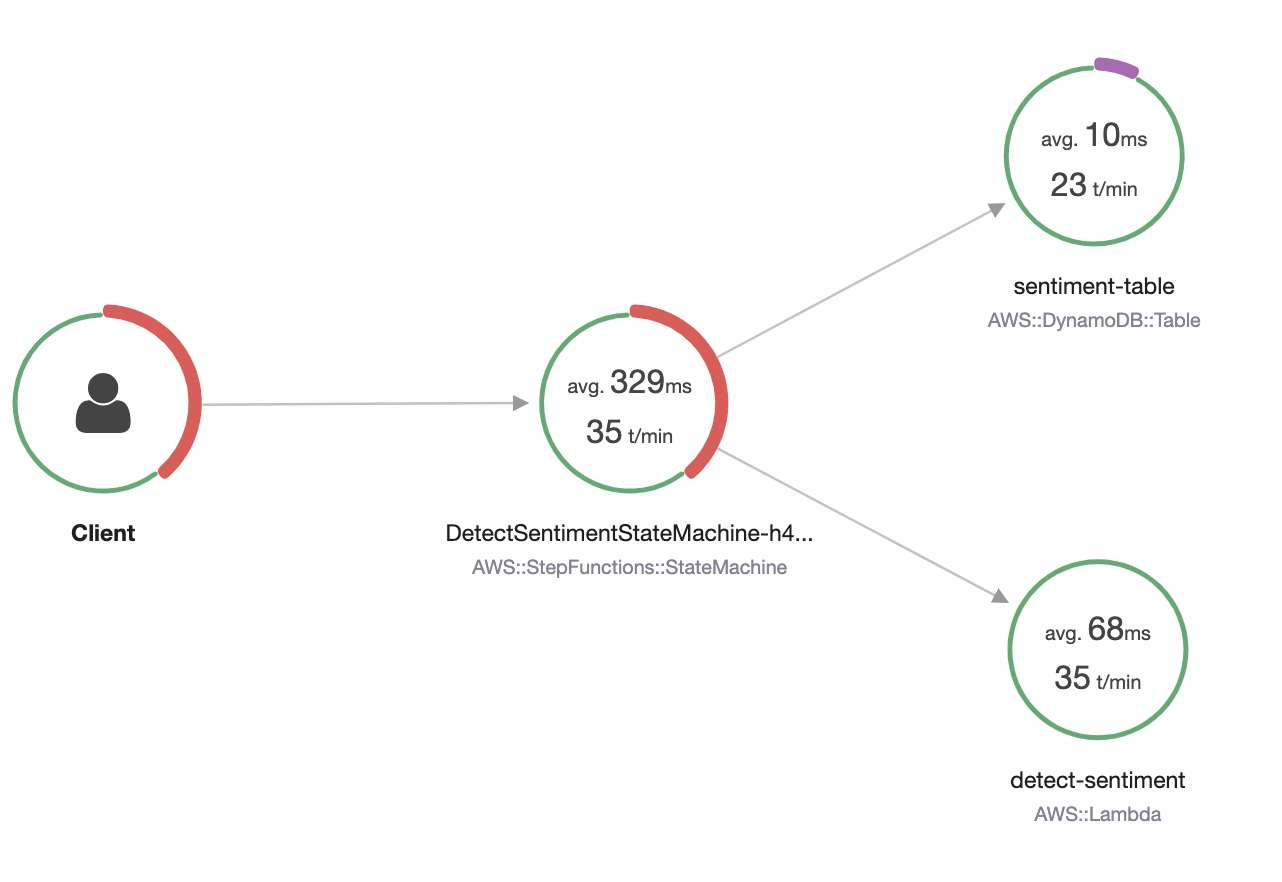 Client
avg. 329ms
35 t/min
DetectSentimentStateMachine-h4...
AWS::StepFunctions::StateMachine
avg. 10ms
23 t/min
sentiment-table
AWS::DynamoDB::Table
avg. 68ms
35 t/min
detect-sentiment
AWS::Lambda